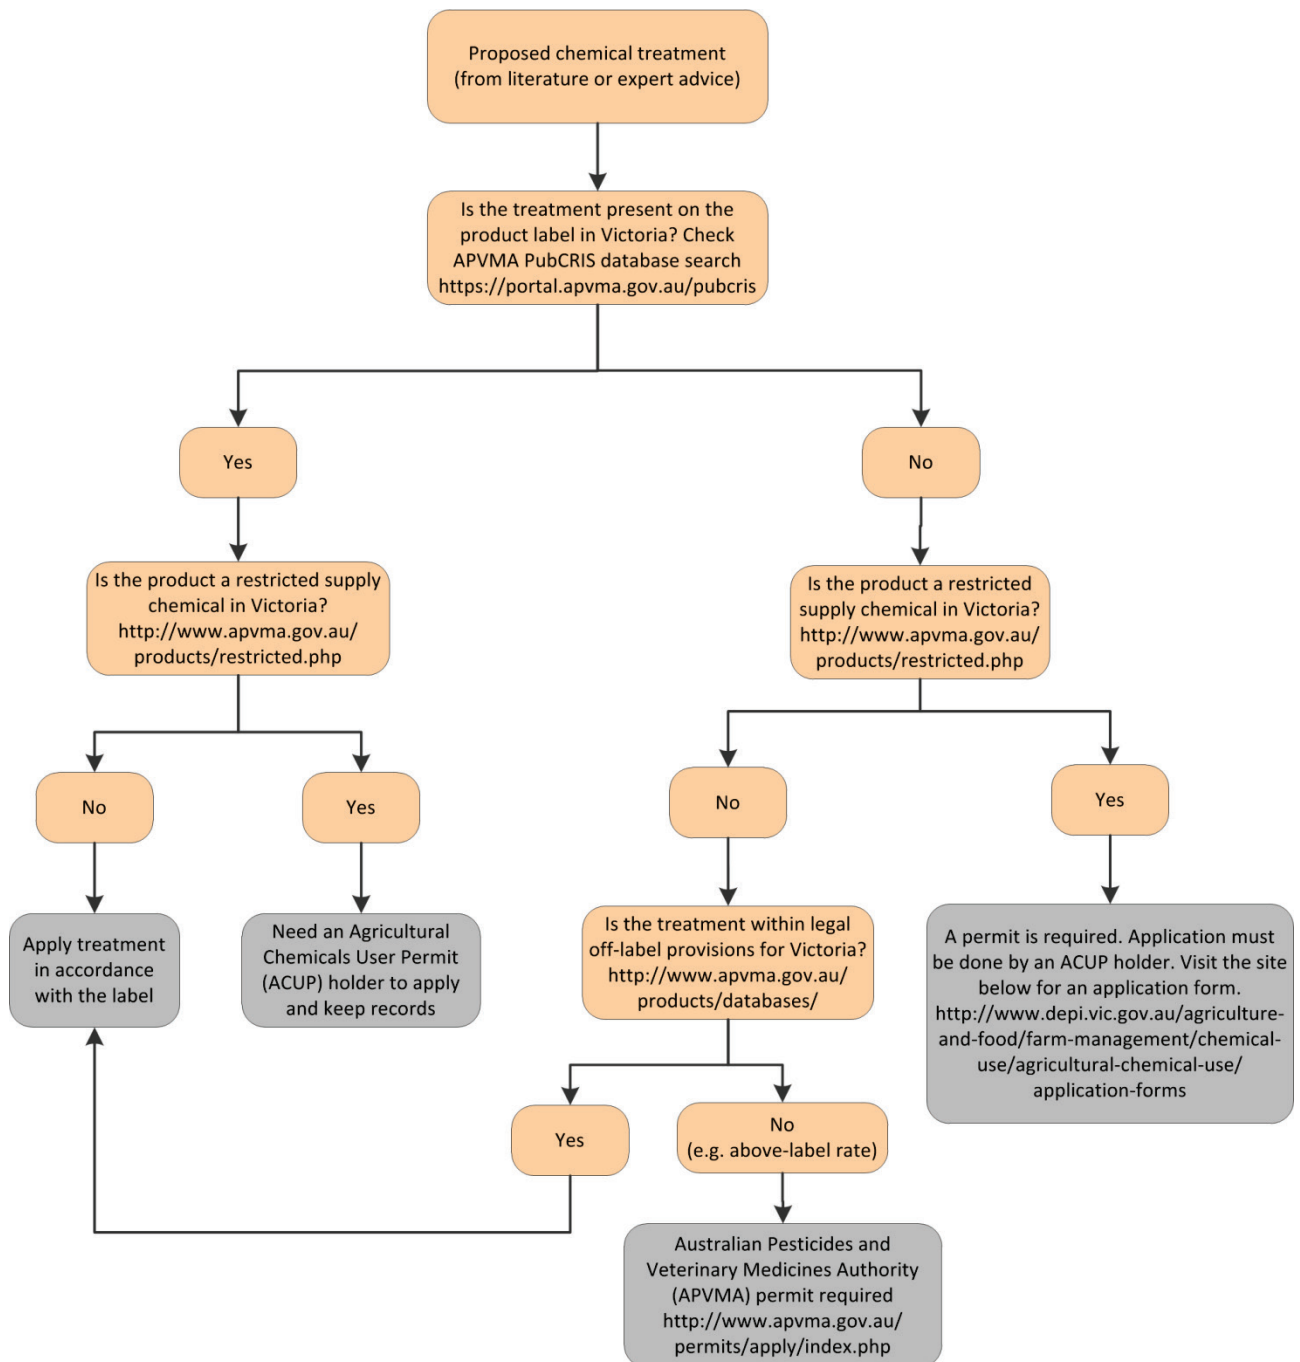 Proposed chemical treatment
(from literature or expert advice)
Is the treatment present on the
product label in Victoria? Check
APVMA PubCRIS database search
https://portal.apvma.gov.au/pubcris
Yes
No
Is the product a restricted supply
chemical in Victoria?
http://www.apvma.gov.au/
products/restricted.php
Is the product a restricted
supply chemical in Victoria?
http://www.apvma.gov.au/
products/restricted.php
No
Yes
No
Yes
Apply treatment
in accordance
with the label
Need an Agricultural
Chemicals User Permit
(ACUP) holder to apply
and keep records
Is the treatment within legal
off-label provisions for Victoria?
http://www.apvma.gov.au/
products/databases/
A permit is required. Application must
be done by an ACUP holder. Visit the site
below for an application form.
http://www.depi.vic.gov.au/agriculture-
and-food/farm-management/chemical-
use/agricultural-chemical-use/
application-forms
Yes
No
(e.g. above-label rate)
Australian Pesticides and
Veterinary Medicines Authority
(APVMA) permit required
http://www.apvma.gov.au/
permits/apply/index.php